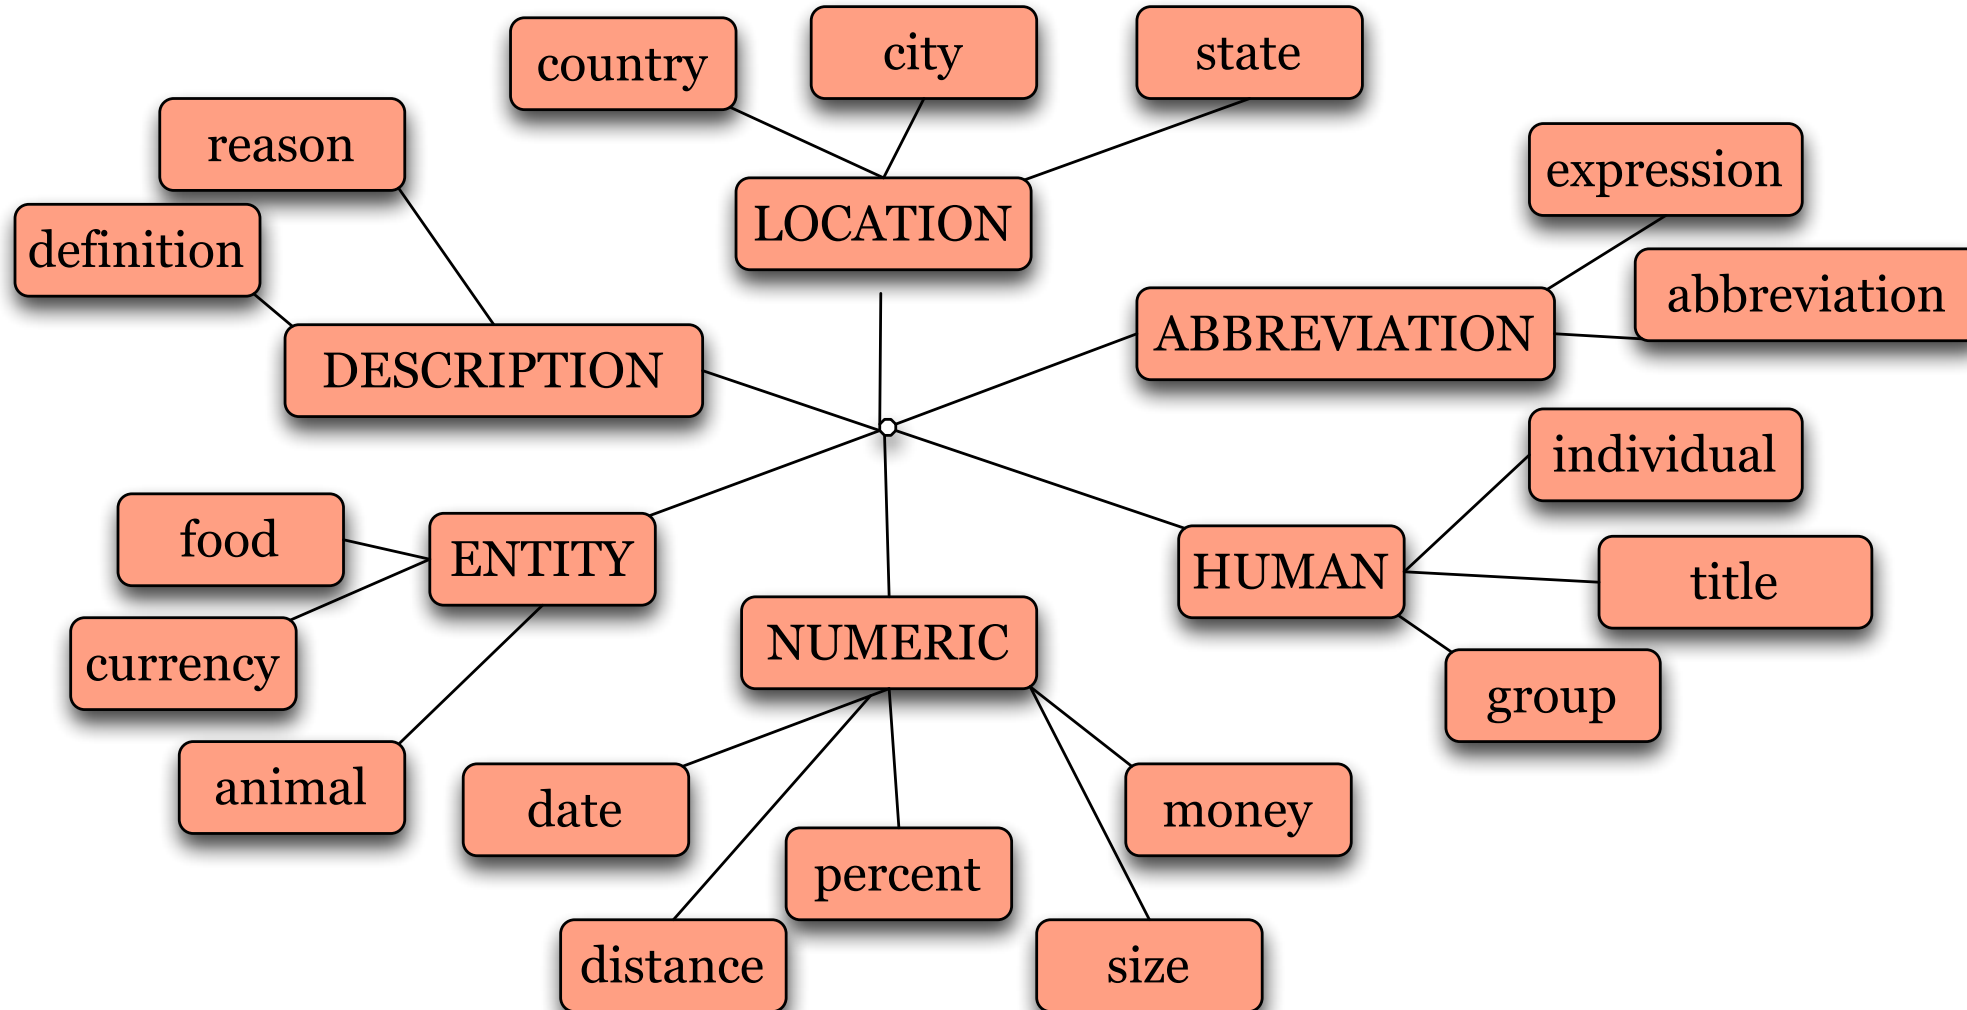 country
city
state
reason
expression
definition
LOCATION
abbreviation
ABBREVIATION
DESCRIPTION
individual
food
ENTITY
HUMAN
title
currency
NUMERIC
group
animal
date
money
percent
distance
size